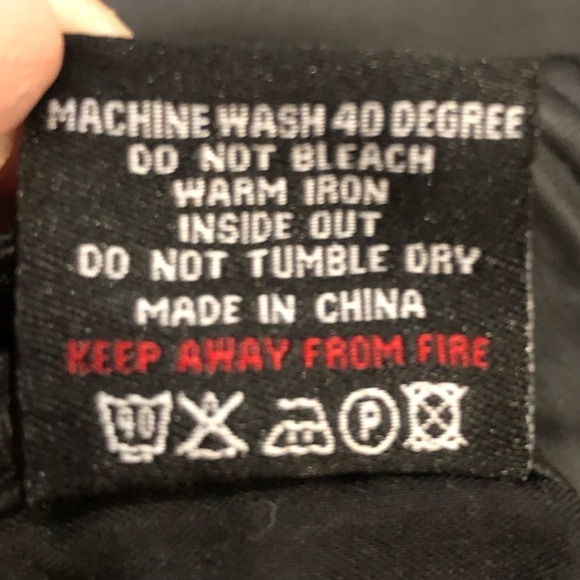 MACHINE WASH 40 DEGREE
DO NOT BLEACH
WARM IRON
INSIDE OUT
DO NOT TUMBLE DRY
MADE IN CHINA
KEEP AWAY FROM FIRE
40 P